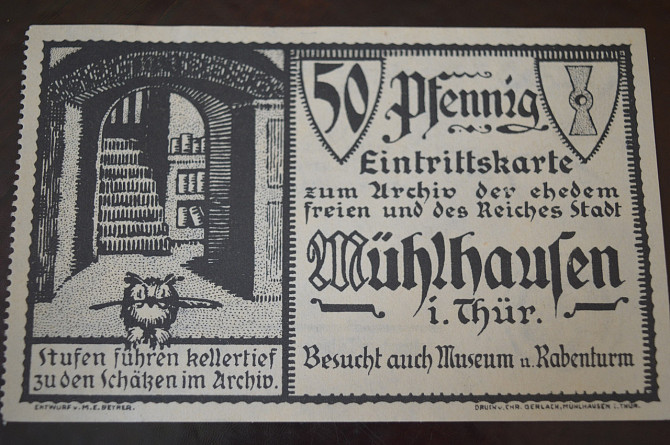 Stufen führen kellertief
zu den Schätzen im Archiv.
50 Pfennig
Eintrittskarte
zum Archiv der ehedem
freien und des Reiches Stadt
Mühlhausen
i. Thür.
Besucht auch Museum u. Rabenturm
ENTWURF v. M.E.
DRUCK v. CHR. GERLACH, MÜHLHAUSEN i. THÜR.